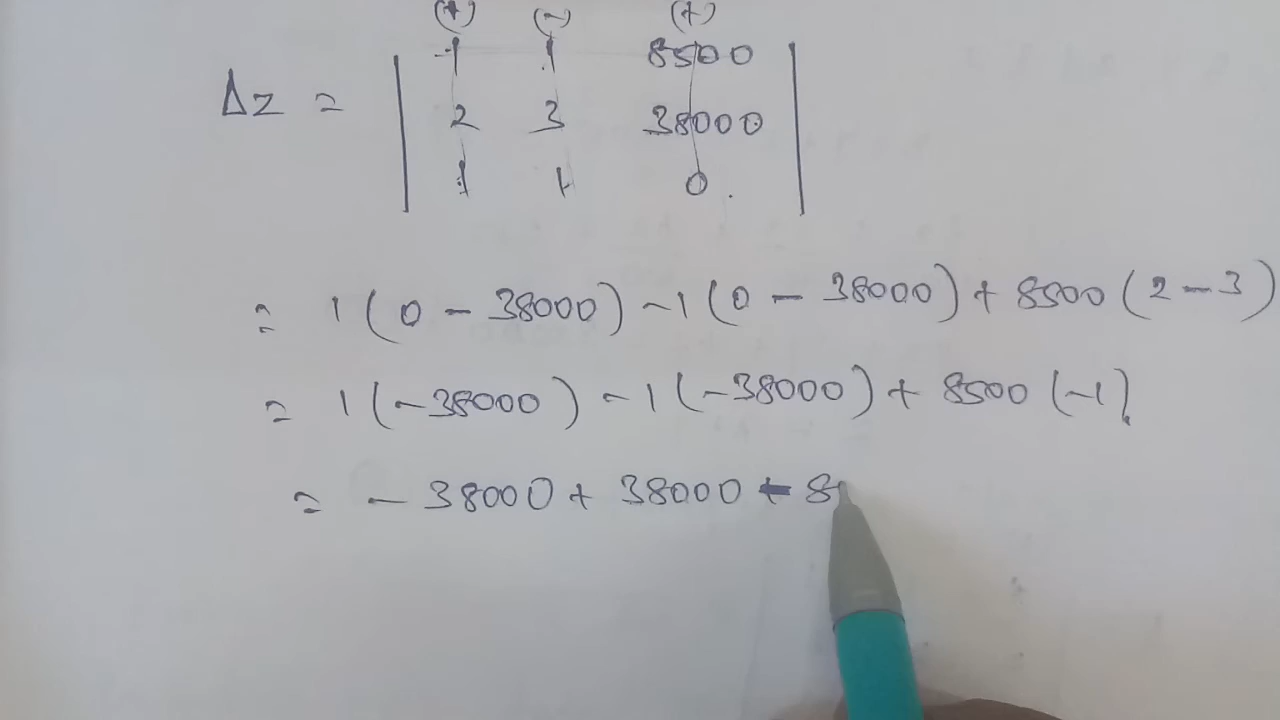 (+) (-) (+)
1 1 8500
Δz = 2 3 38000
1 1 0
= 1(0 - 38000) - 1(0 - 38000) + 8500(2 - 3)
= 1(-38000) - 1(-38000) + 8500(-1)
= - 38000 + 38000 - 8